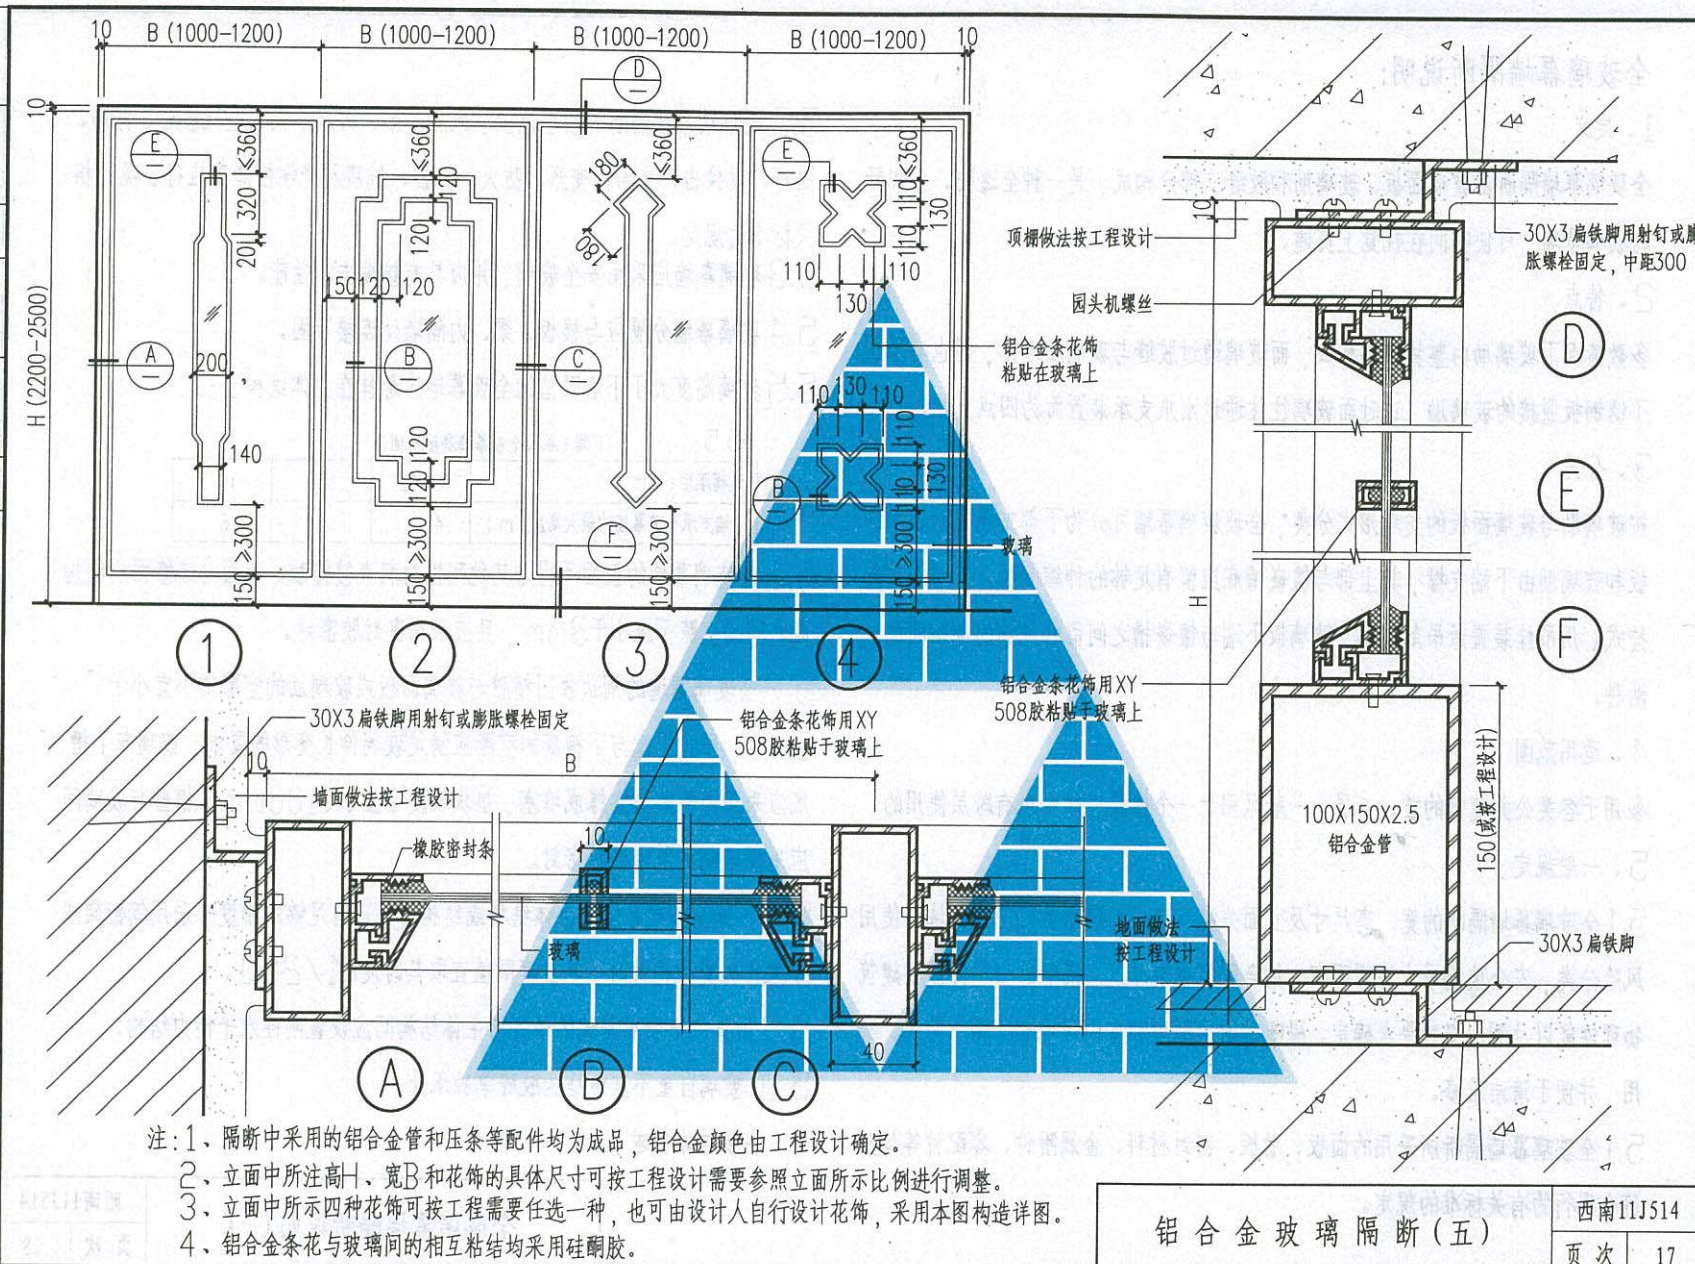 10 B (1000-1200) B (1000-1200) B (1000-1200) B (1000-1200) 10
10
H (2200-2500)
D
—
E
—
≤360
320
20
A
—
200
140
≥300
150
≤360
120
120
150 120 120
B
—
120
120
≥300
150
180
180
≤360
C
—
F
—
≥300
150
E
—
≤360
110
110
130
110 110
130
铝合金条花饰
粘贴在玻璃上
110 130 110
110
110
130
B
—
≥300
150
玻璃
1 2 3 4
10
顶棚做法按工程设计
园头机螺丝
30X3扁铁脚用射钉或膨
胀螺栓固定,中距300
D
E
F
H
铝合金条花饰用XY
508胶粘贴于玻璃上
100X150X2.5
铝合金管
150(或按工程设计)
地面做法
按工程设计
30X3扁铁脚
30X3扁铁脚用射钉或膨胀螺栓固定
铝合金条花饰用XY
508胶粘贴于玻璃上
10 B
墙面做法按工程设计
橡胶密封条
10
玻璃
40
A B C
注:1、隔断中采用的铝合金管和压条等配件均为成品,铝合金颜色由工程设计确定。
2、立面中所注高H、宽B和花饰的具体尺寸可按工程设计需要参照立面所示比例进行调整。
3、立面中所示四种花饰可按工程需要任选一种,也可由设计人自行设计花饰,采用本图构造详图。
4、铝合金条花与玻璃间的相互粘结均采用硅酮胶。
铝合金玻璃隔断(五)
西南11J514
页次 17